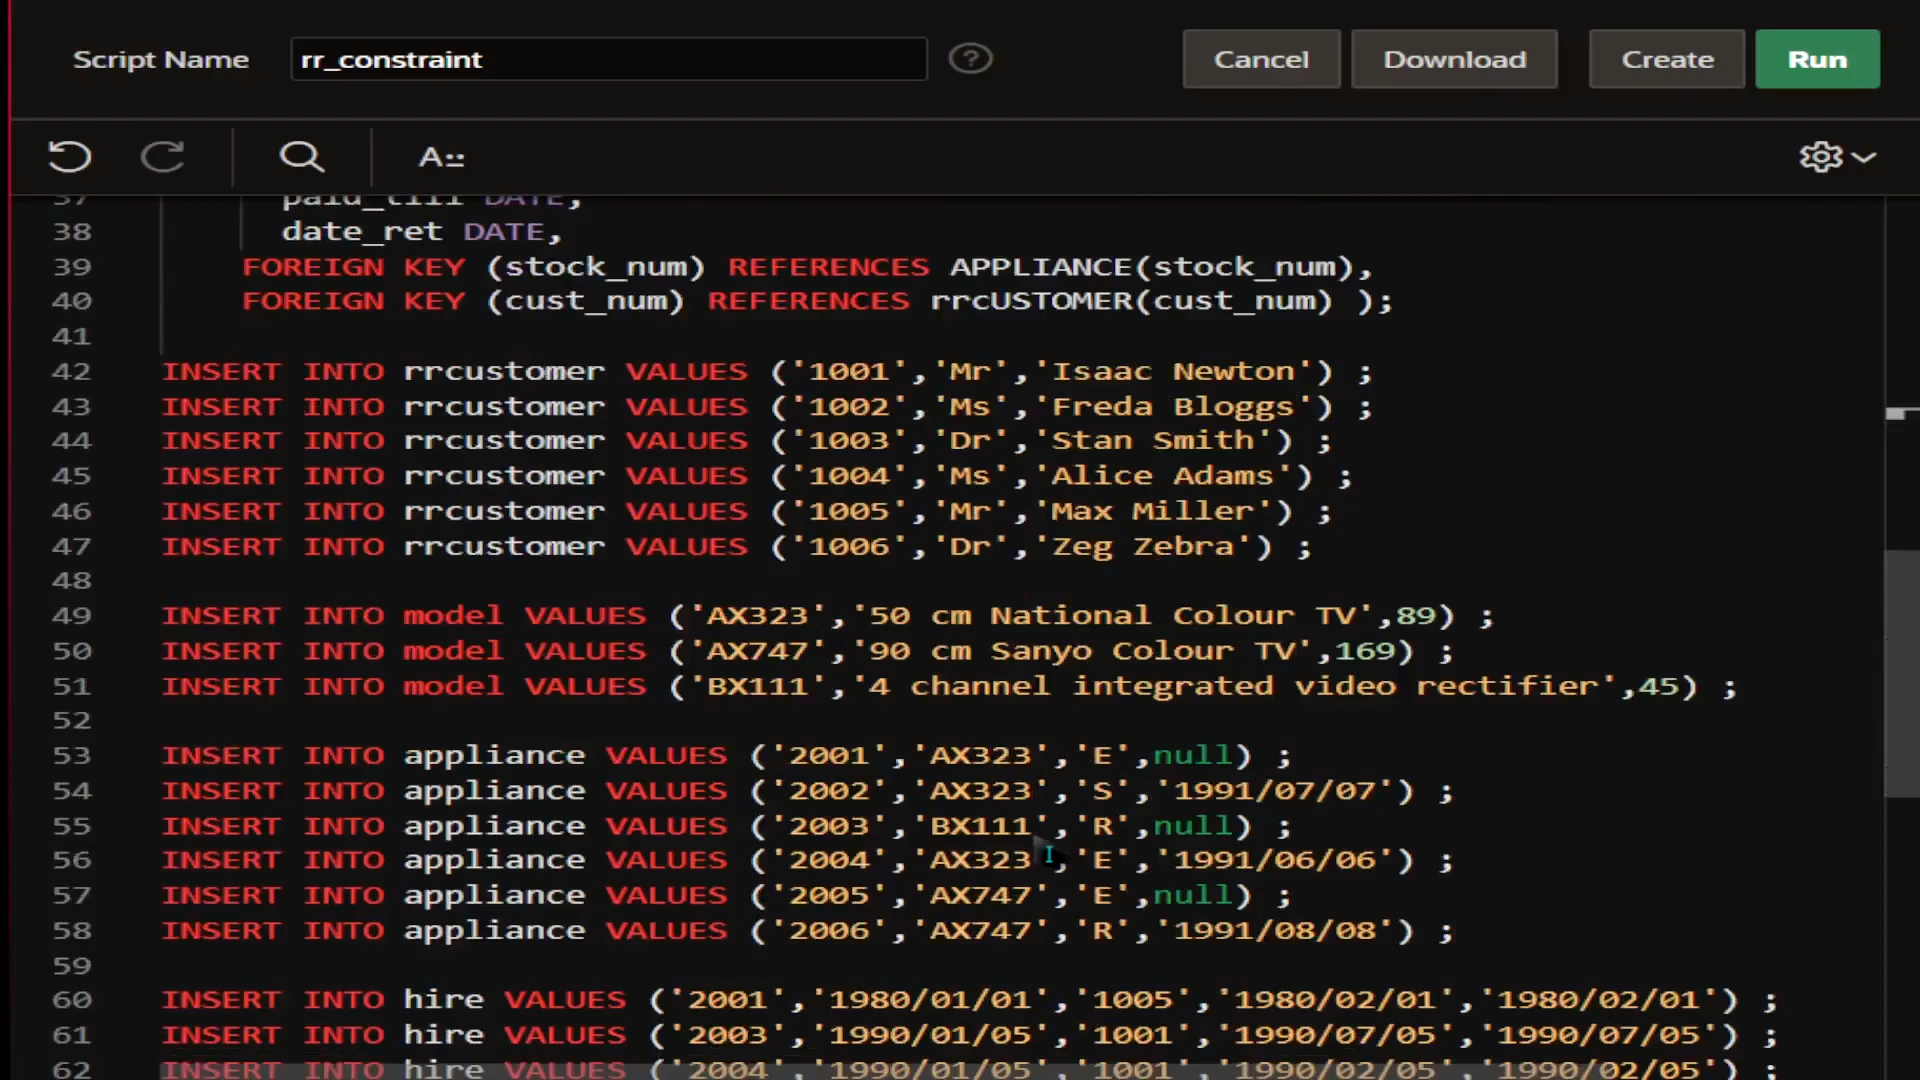 Script Name rr_constraint ? Cancel Download Create Run
A
37 paid_till DATE,
38 date_ret DATE,
39 FOREIGN KEY (stock_num) REFERENCES APPLIANCE(stock_num),
40 FOREIGN KEY (cust_num) REFERENCES rrcUSTOMER(cust_num) );
41
42 INSERT INTO rrcustomer VALUES ('1001','Mr','Isaac Newton') ;
43 INSERT INTO rrcustomer VALUES ('1002','Ms','Freda Bloggs') ;
44 INSERT INTO rrcustomer VALUES ('1003','Dr','Stan Smith') ;
45 INSERT INTO rrcustomer VALUES ('1004','Ms','Alice Adams') ;
46 INSERT INTO rrcustomer VALUES ('1005','Mr','Max Miller') ;
47 INSERT INTO rrcustomer VALUES ('1006','Dr','Zeg Zebra') ;
48
49 INSERT INTO model VALUES ('AX323','50 cm National Colour TV',89) ;
50 INSERT INTO model VALUES ('AX747','90 cm Sanyo Colour TV',169) ;
51 INSERT INTO model VALUES ('BX111','4 channel integrated video rectifier',45) ;
52
53 INSERT INTO appliance VALUES ('2001','AX323','E',null) ;
54 INSERT INTO appliance VALUES ('2002','AX323','S','1991/07/07') ;
55 INSERT INTO appliance VALUES ('2003','BX111','R',null) ;
56 INSERT INTO appliance VALUES ('2004','AX323','E','1991/06/06') ;
57 INSERT INTO appliance VALUES ('2005','AX747','E',null) ;
58 INSERT INTO appliance VALUES ('2006','AX747','R','1991/08/08') ;
59
60 INSERT INTO hire VALUES ('2001','1980/01/01','1005','1980/02/01','1980/02/01') ;
61 INSERT INTO hire VALUES ('2003','1990/01/05','1001','1990/07/05','1990/07/05') ;
62 INSERT INTO hire VALUES ('2004','1990/01/05','1001','1990/02/05','1990/02/05') ;